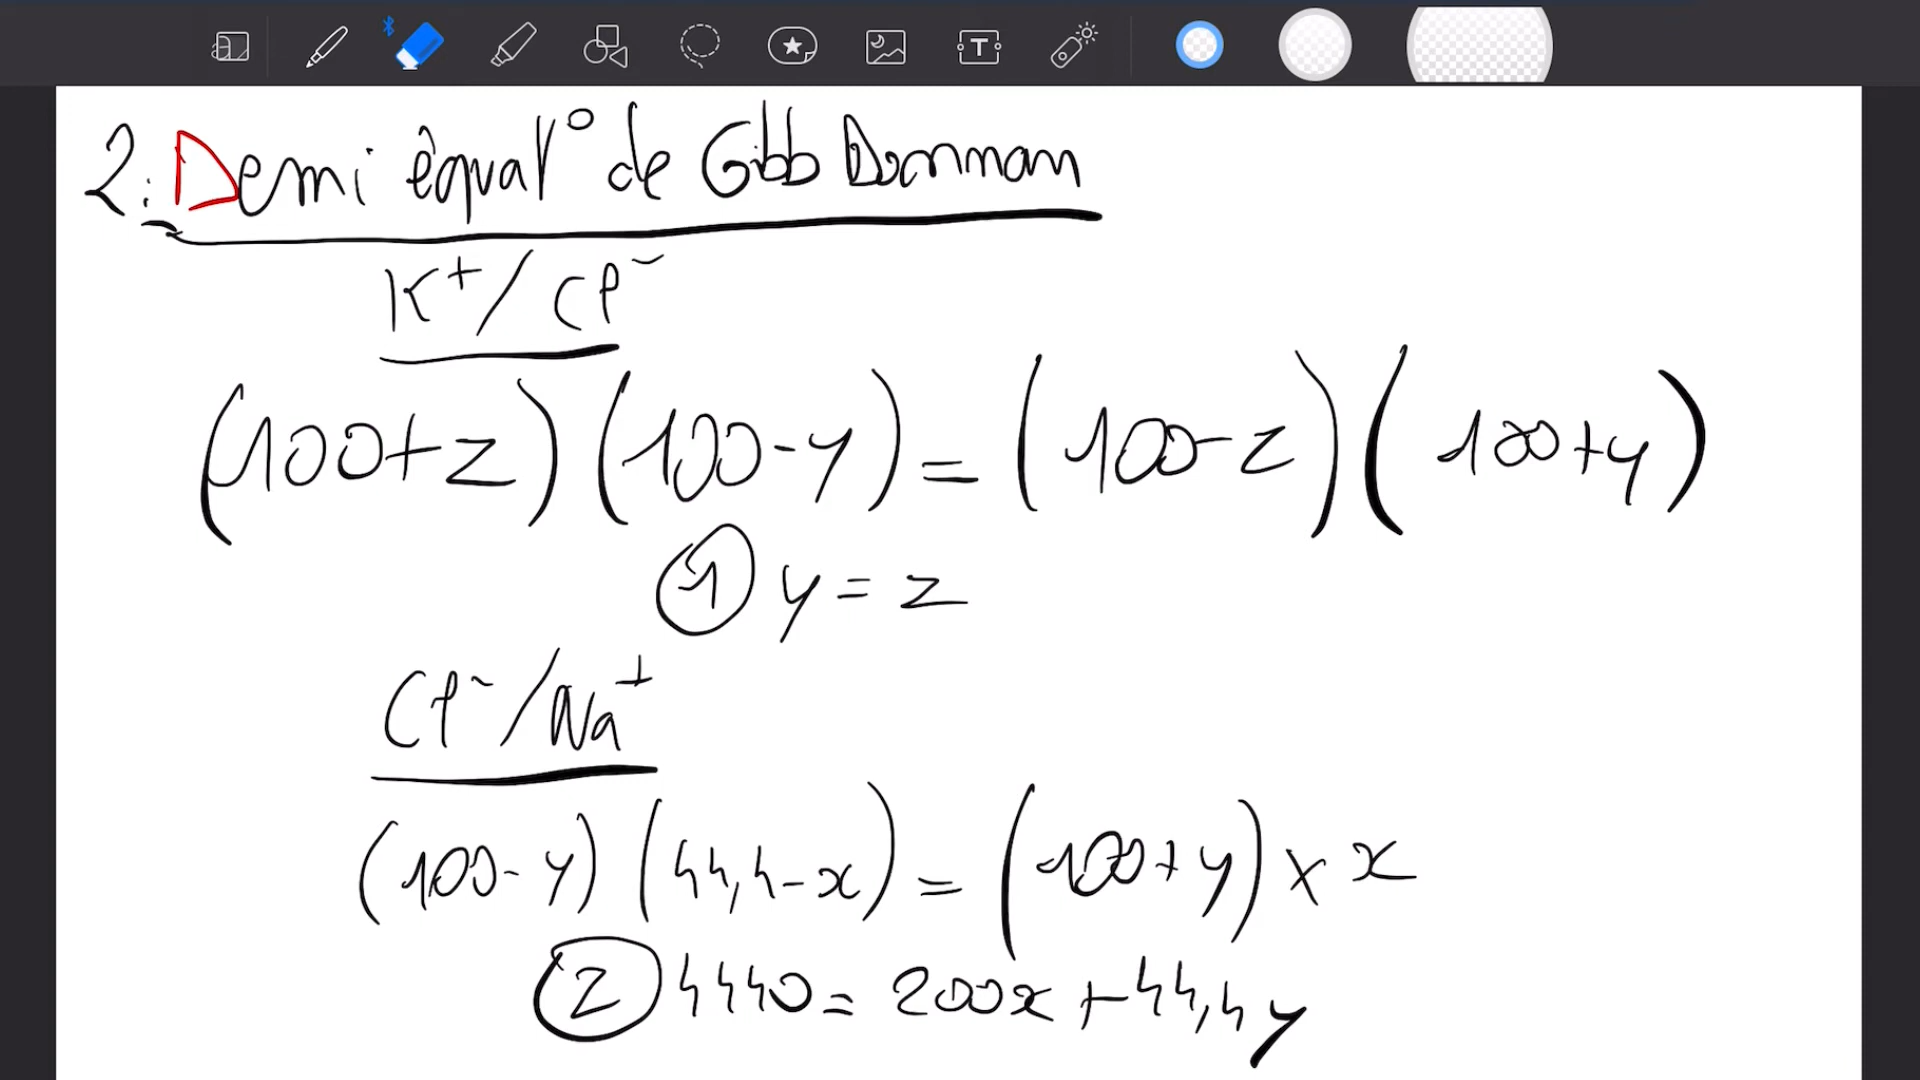 2. Demi équat° de Gibb Donnan
K⁺/Cl⁻
(100+z)(100-y)=(100-z)(100+y)
① y = z
Cl⁻/Na⁺
(100-y)(44,4-x)=(100+y)×x
② 4440=200x+44,4y